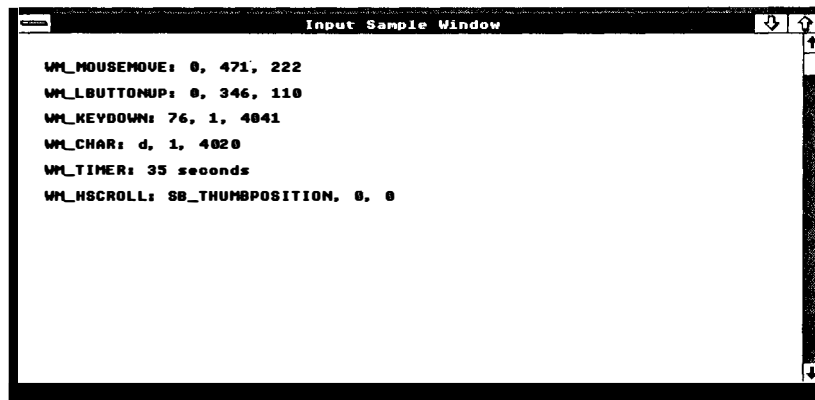 Input Sample Window
WM_MOUSEMOVE: 0, 471, 222
WM_LBUTTONUP: 0, 346, 110
WM_KEYDOWN: 76, 1, 4041
WM_CHAR: d, 1, 4020
WM_TIMER: 35 seconds
WM_HSCROLL: SB_THUMBPOSITION, 0, 0